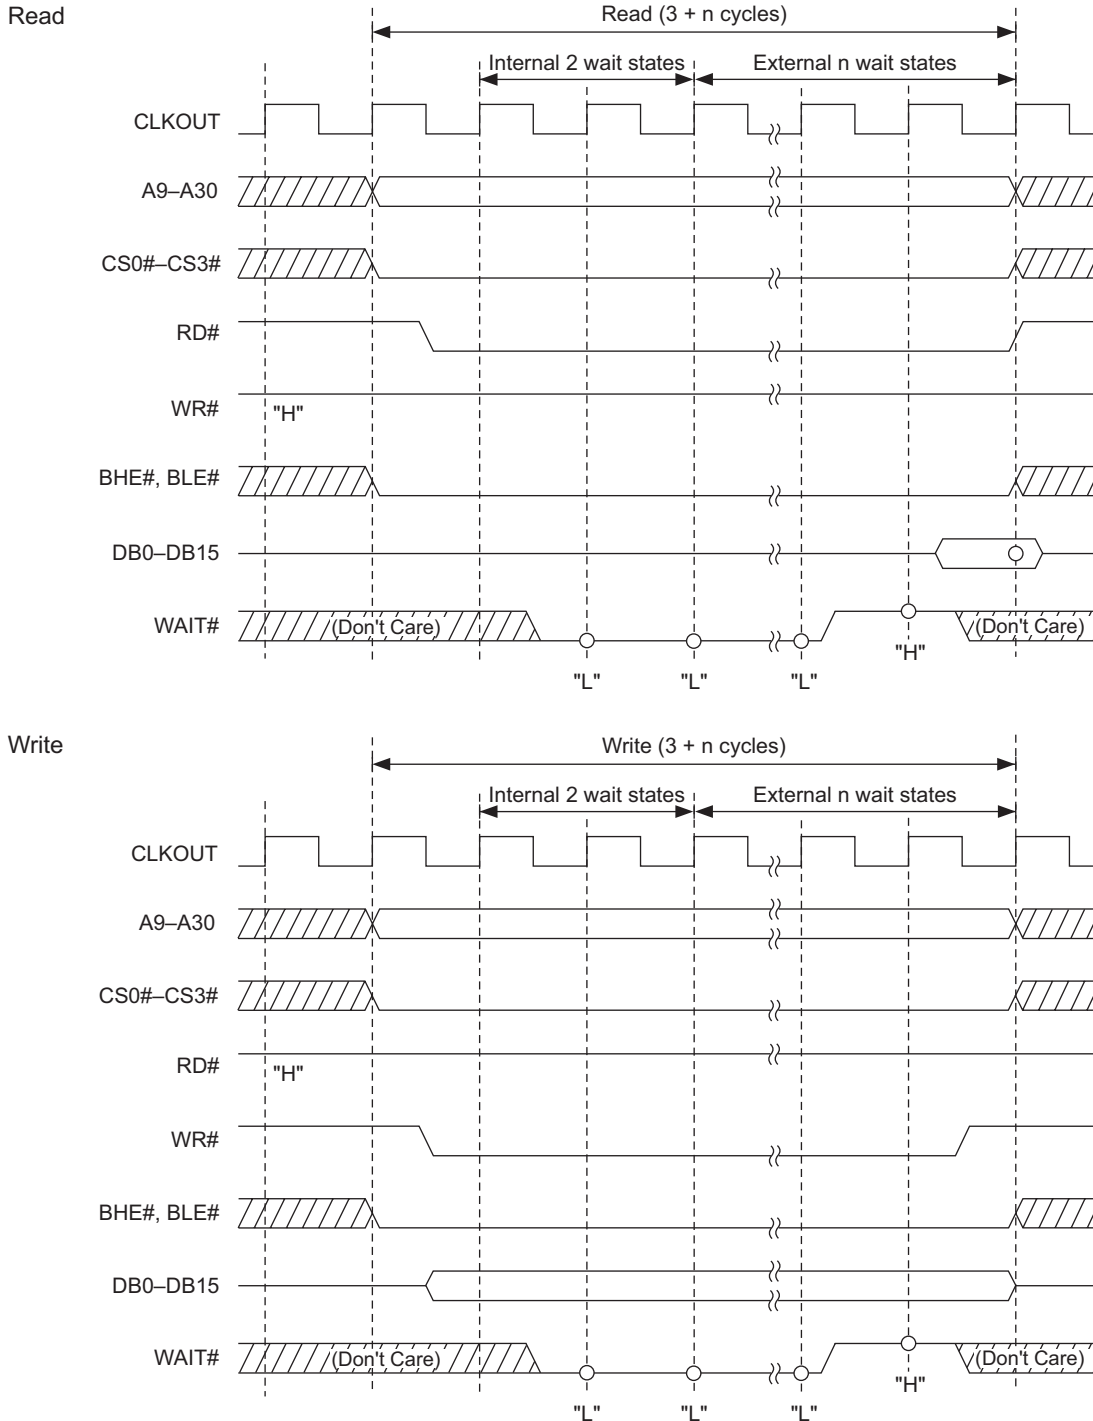 Read
Read (3 + n cycles)
Internal 2 wait states External n wait states
CLKOUT
A9–A30
CS0#–CS3#
RD#
WR# "H"
BHE#, BLE#
DB0–DB15
WAIT# (Don't Care) (Don't Care)
"H"
"L" "L" "L"
Write
Write (3 + n cycles)
Internal 2 wait states External n wait states
CLKOUT
A9–A30
CS0#–CS3#
RD# "H"
WR#
BHE#, BLE#
DB0–DB15
WAIT# (Don't Care) (Don't Care)
"H"
"L" "L" "L"